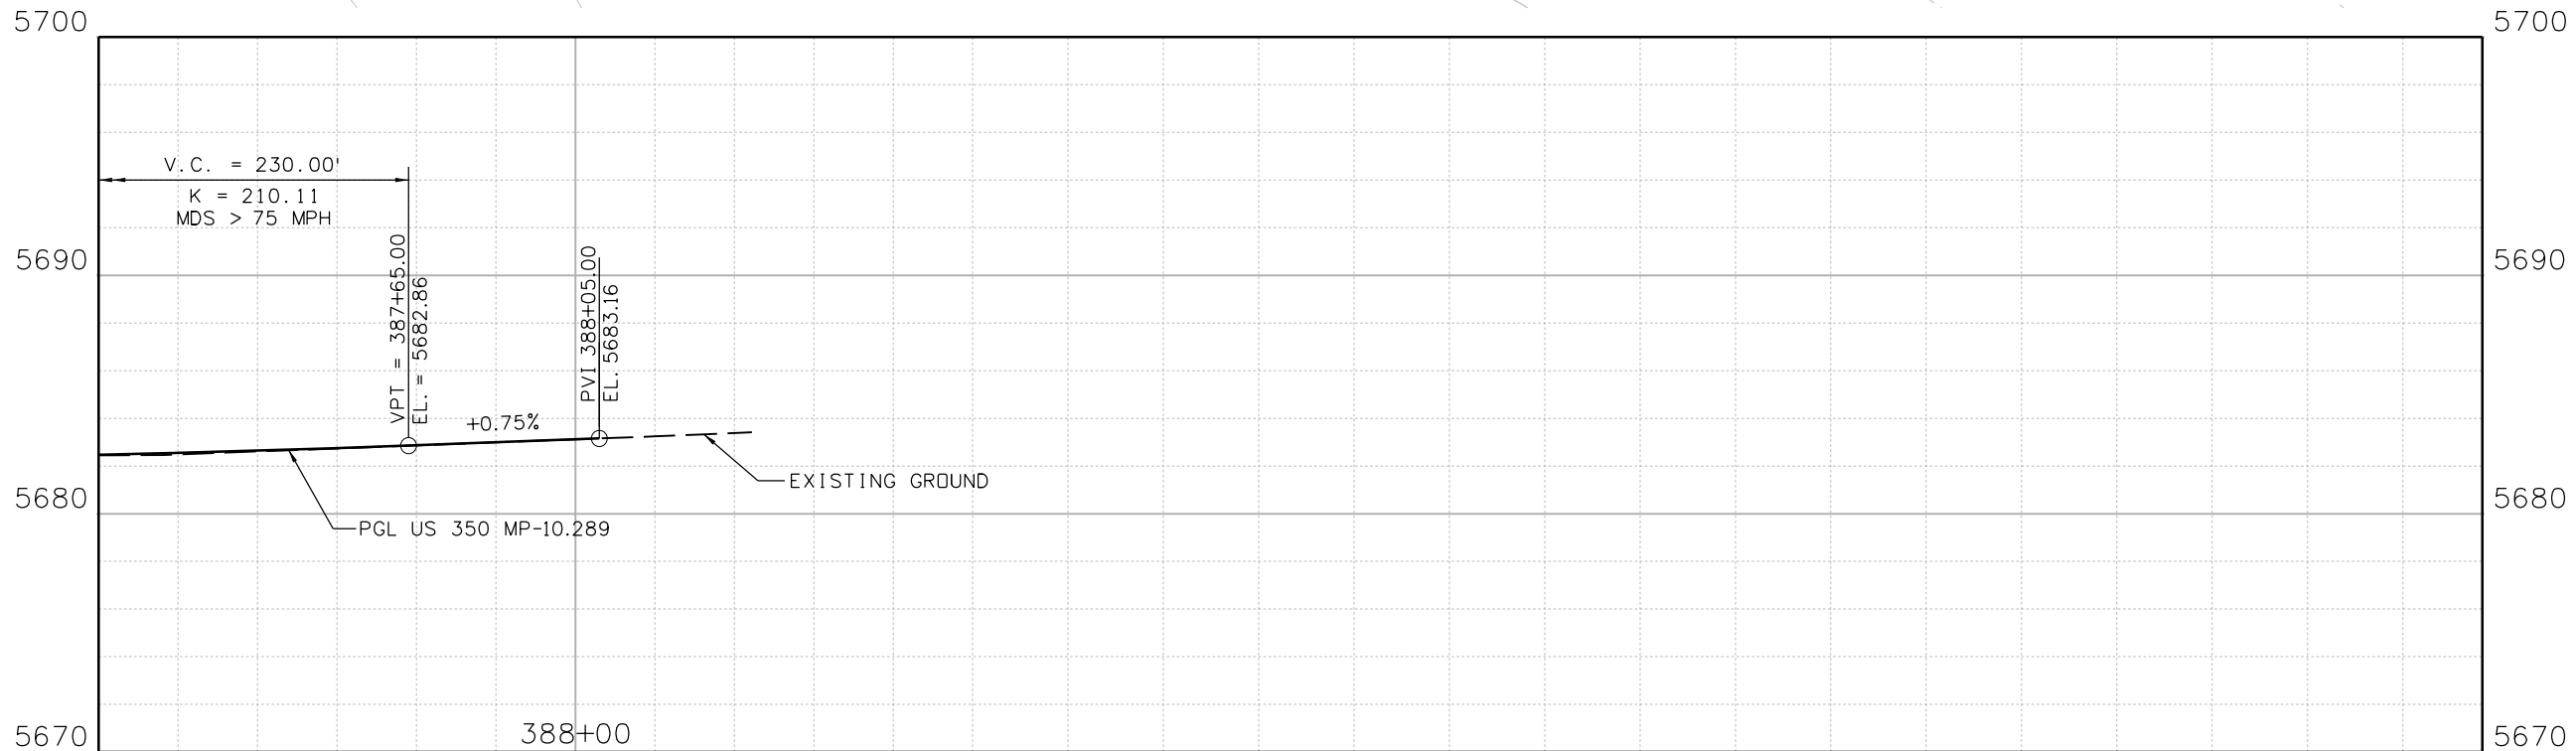 5700
5700
V.C. = 230.00'
K = 210.11
MDS > 75 MPH
VPT = 387+65.00
EL. = 5682.86
PVI 388+05.00
EL. 5683.16
5690
5690
+0.75%
EXISTING GROUND
5680
5680
PGL US 350 MP-10.289
388+00
5670
5670